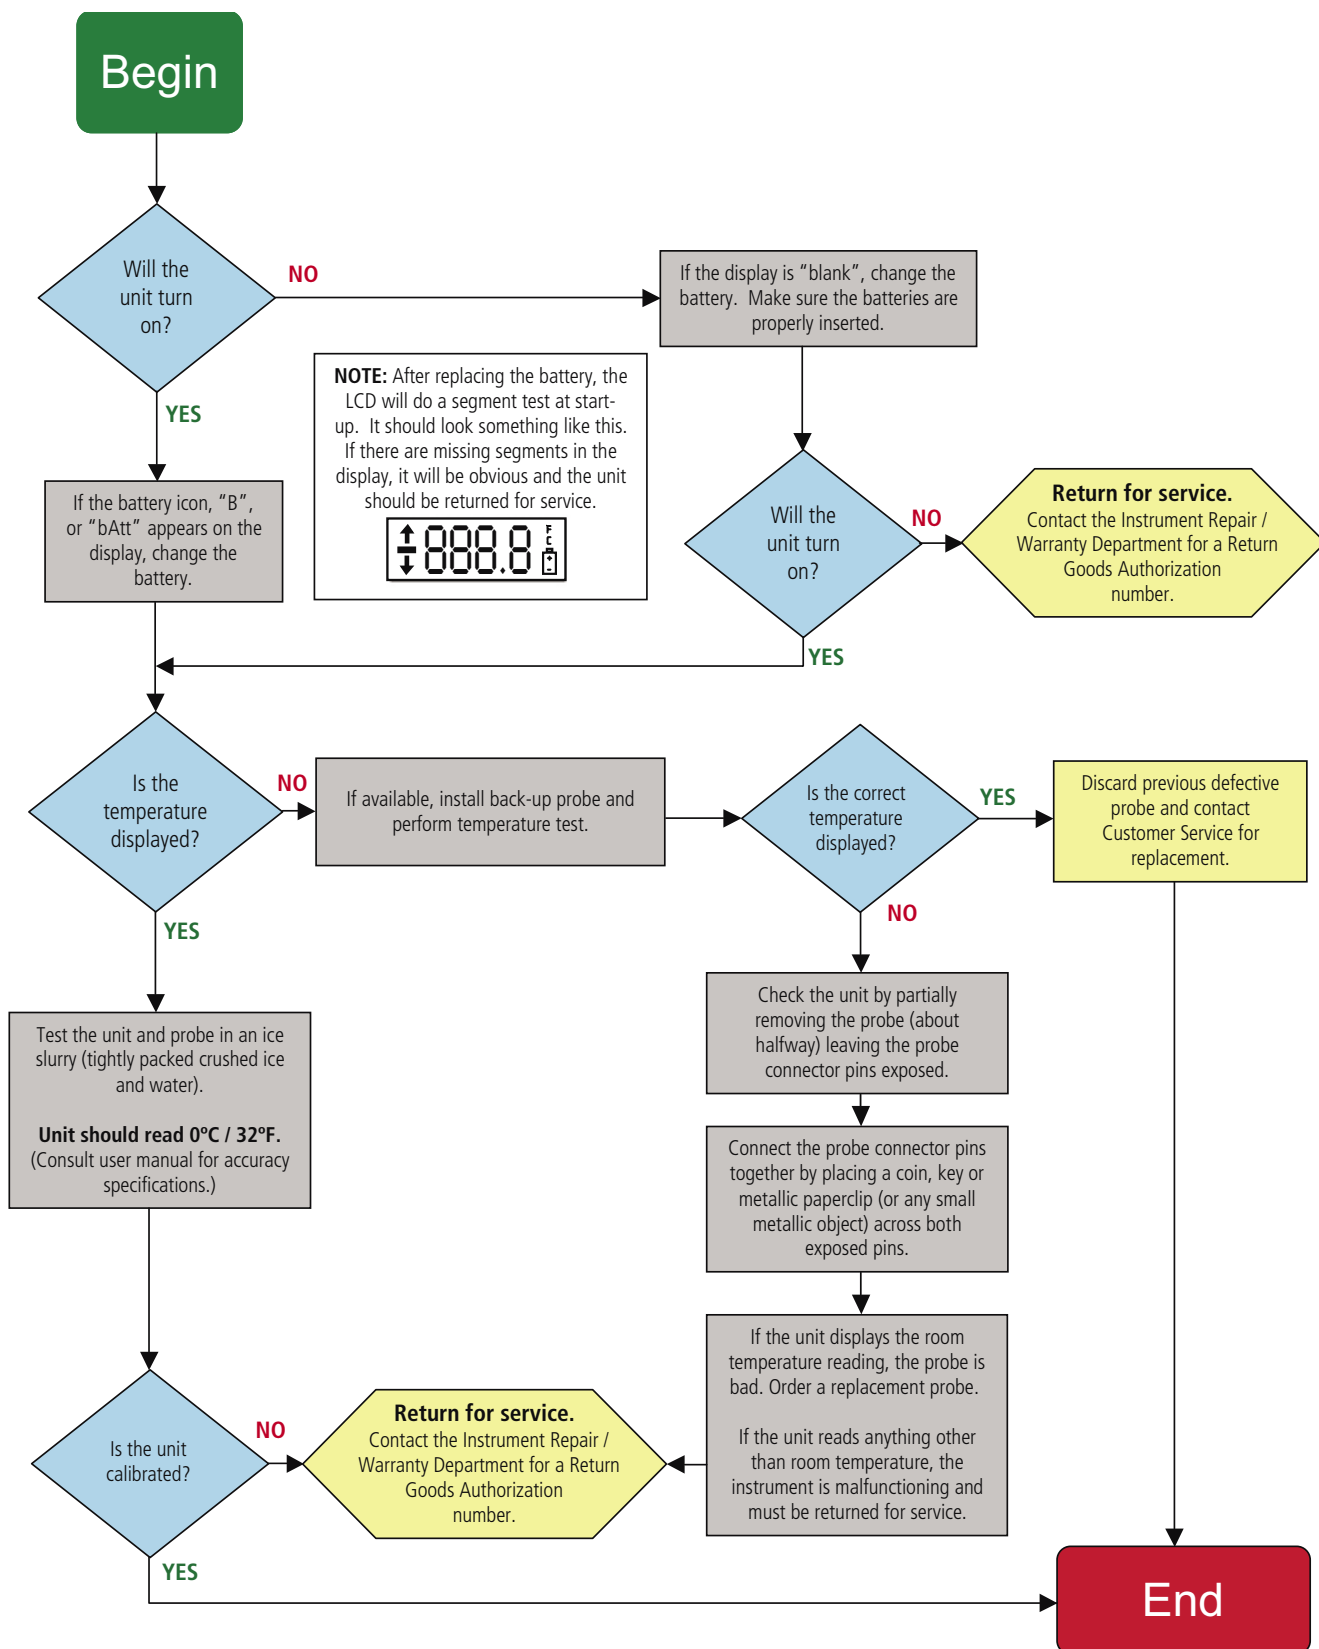 Begin
Will the
unit turn
on?
NO
If the display is “blank”, change the
battery.  Make sure the batteries are
properly inserted.
YES
NOTE: After replacing the battery, the
LCD will do a segment test at start-
up.  It should look something like this.
If there are missing segments in the
display, it will be obvious and the unit
should be returned for service.
888.8
F
C
If the battery icon, “B”,
or “bAtt” appears on the
display, change the
battery.
Will the
unit turn
on?
NO
Return for service.
Contact the Instrument Repair /
Warranty Department for a Return
Goods Authorization
number.
YES
Is the
temperature
displayed?
NO
If available, install back-up probe and
perform temperature test.
Is the correct
temperature
displayed?
YES
Discard previous defective
probe and contact
Customer Service for
replacement.
YES
NO
Test the unit and probe in an ice
slurry (tightly packed crushed ice
and water).
Unit should read 0ºC / 32ºF.
(Consult user manual for accuracy
specifications.)
Check the unit by partially
removing the probe (about
halfway) leaving the probe
connector pins exposed.
Connect the probe connector pins
together by placing a coin, key or
metallic paperclip (or any small
metallic object) across both
exposed pins.
If the unit displays the room
temperature reading, the probe is
bad. Order a replacement probe.
If the unit reads anything other
than room temperature, the
instrument is malfunctioning and
must be returned for service.
Is the unit
calibrated?
NO
Return for service.
Contact the Instrument Repair /
Warranty Department for a Return
Goods Authorization
number.
YES
End